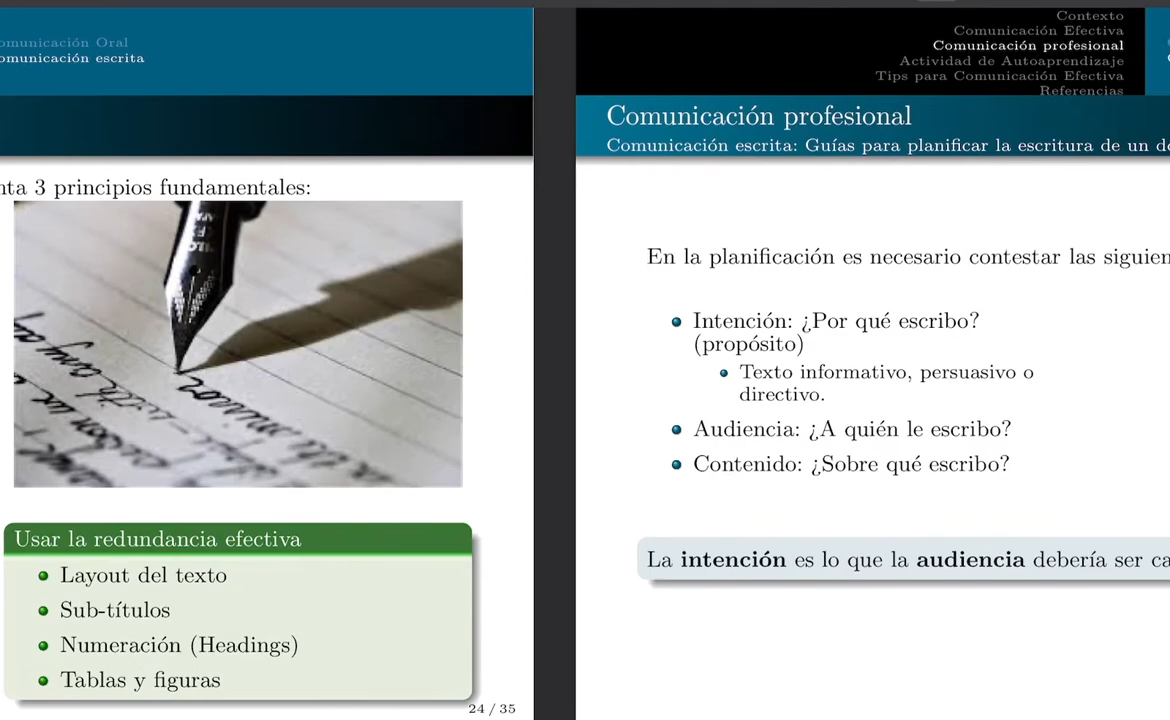 omunicación Oral
omunicación escrita
nta 3 principios fundamentales:
Usar la redundancia efectiva
Layout del texto
Sub-títulos
Numeración (Headings)
Tablas y figuras
24 / 35
Contexto
Comunicación Efectiva
Comunicación profesional
Actividad de Autoaprendizaje
Tips para Comunicación Efectiva
Referencias
Comunicación profesional
Comunicación escrita: Guías para planificar la escritura de un do
En la planificación es necesario contestar las siguien
Intención: ¿Por qué escribo?
(propósito)
Texto informativo, persuasivo o
directivo.
Audiencia: ¿A quién le escribo?
Contenido: ¿Sobre qué escribo?
La intención es lo que la audiencia debería ser ca